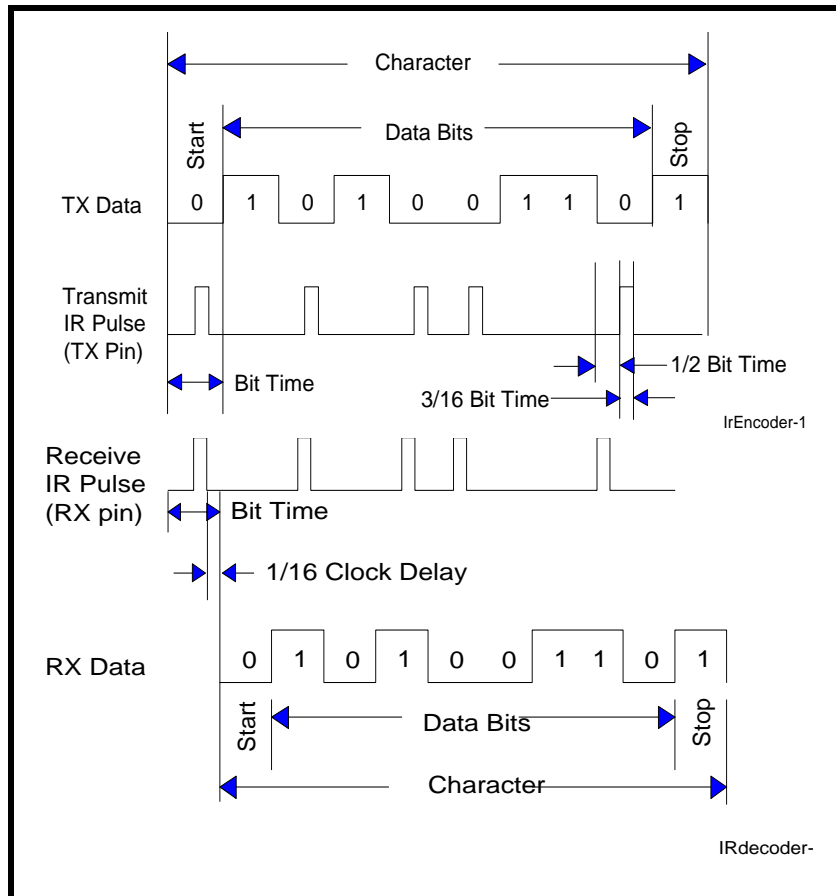 Character
Start
Data Bits
Stop
TX Data
0 1 0 1 0 0 1 1 0 1
Transmit
IR Pulse
(TX Pin)
Bit Time
1/2 Bit Time
3/16 Bit Time
IrEncoder-1
Receive
IR Pulse
(RX pin)
Bit Time
1/16 Clock Delay
RX Data
0 1 0 1 0 0 1 1 0 1
Start
Data Bits
Stop
Character
IRdecoder-